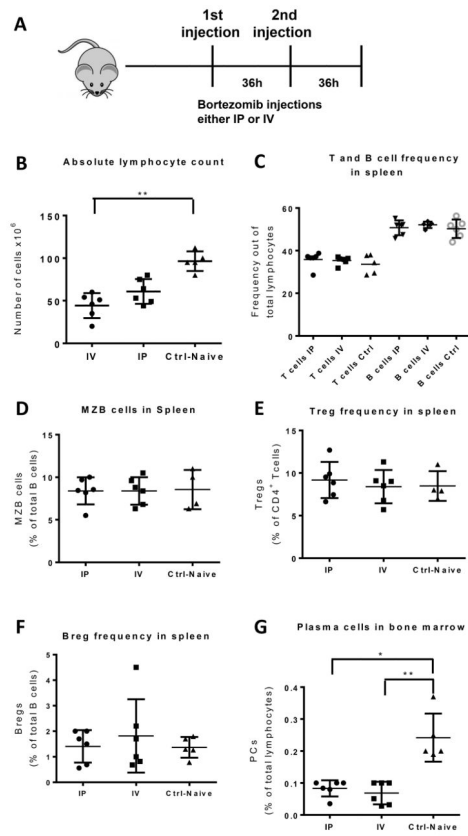 A
1st
injection
2nd
injection
36h
36h
Bortezomib injections
either IP or IV
B
Absolute lymphocyte count
**
Number of cells x10⁶
150
100
50
0
IV
IP
Ctrl-Naive
C
T and B cell frequency
in spleen
Frequency out of
total lymphocytes
60
40
20
0
T cells IP
T cells IV
T cells Ctrl
B cells IP
B cells IV
B cells Ctrl
D
MZB cells in Spleen
MZB cells
(% of total B cells)
15
10
5
0
IP
IV
Ctrl-Naive
E
Treg frequency in spleen
Tregs
(% of CD4⁺ Tcells)
15
10
5
0
IP
IV
Ctrl-Naive
F
Breg frequency in spleen
Bregs
(% of total B cells)
5
4
3
2
1
0
IP
IV
Ctrl-Naive
G
Plasma cells in bone marrow
*
**
PCs
(% of total lymphocytes)
0.4
0.3
0.2
0.1
0.0
IP
IV
Ctrl-Naive